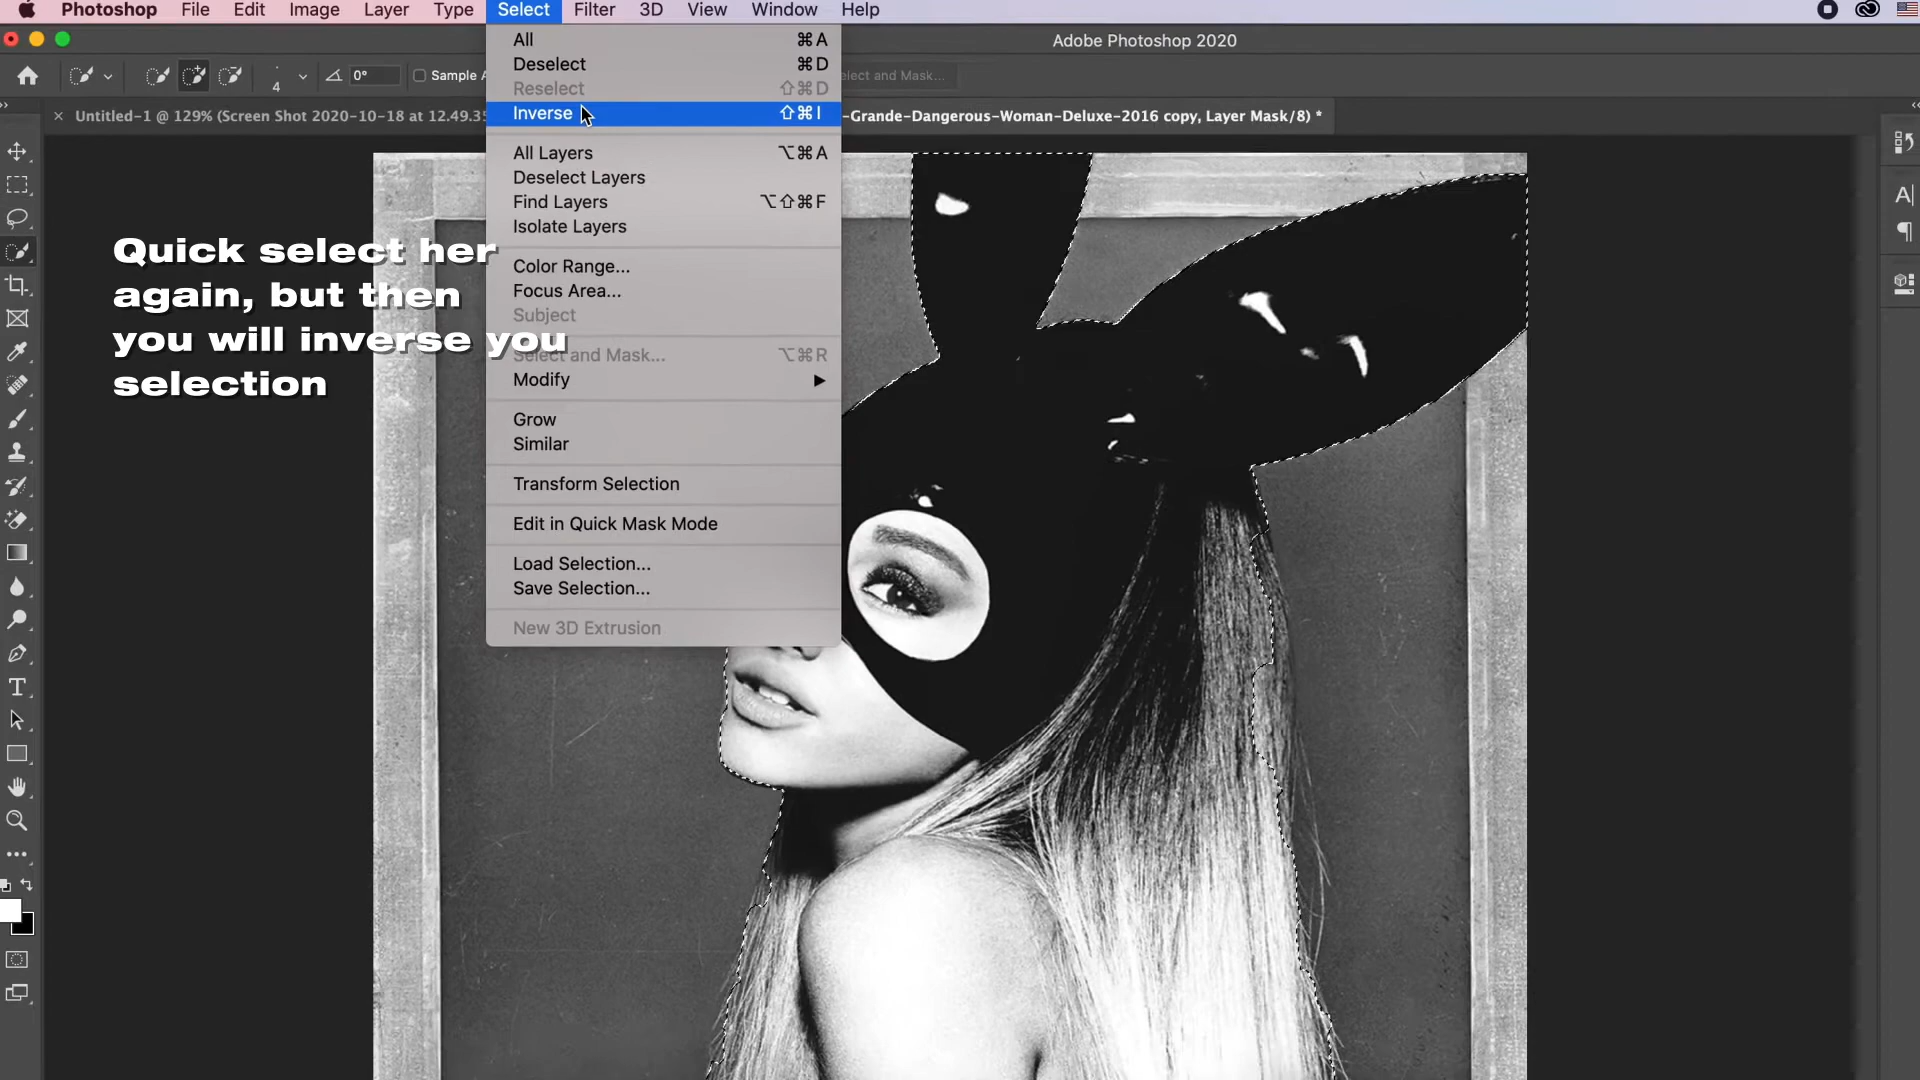 Photoshop File Edit Image Layer Type Select Filter 3D View Window Help
Adobe Photoshop 2020
4 0° Sample A elect and Mask...
× Untitled-1 @ 129% (Screen Shot 2020-10-18 at 12.49.35 -Grande-Dangerous-Woman-Deluxe-2016 copy, Layer Mask/8) *
All ⌘A
Deselect ⌘D
Reselect ⇧⌘D
Inverse ⇧⌘I
All Layers ⌥⌘A
Deselect Layers
Find Layers ⌥⇧⌘F
Isolate Layers
Color Range...
Focus Area...
Subject
Select and Mask... ⌥⌘R
Modify ▶
Grow
Similar
Transform Selection
Edit in Quick Mask Mode
Load Selection...
Save Selection...
New 3D Extrusion
Quick select her
again, but then
you will inverse you
selection